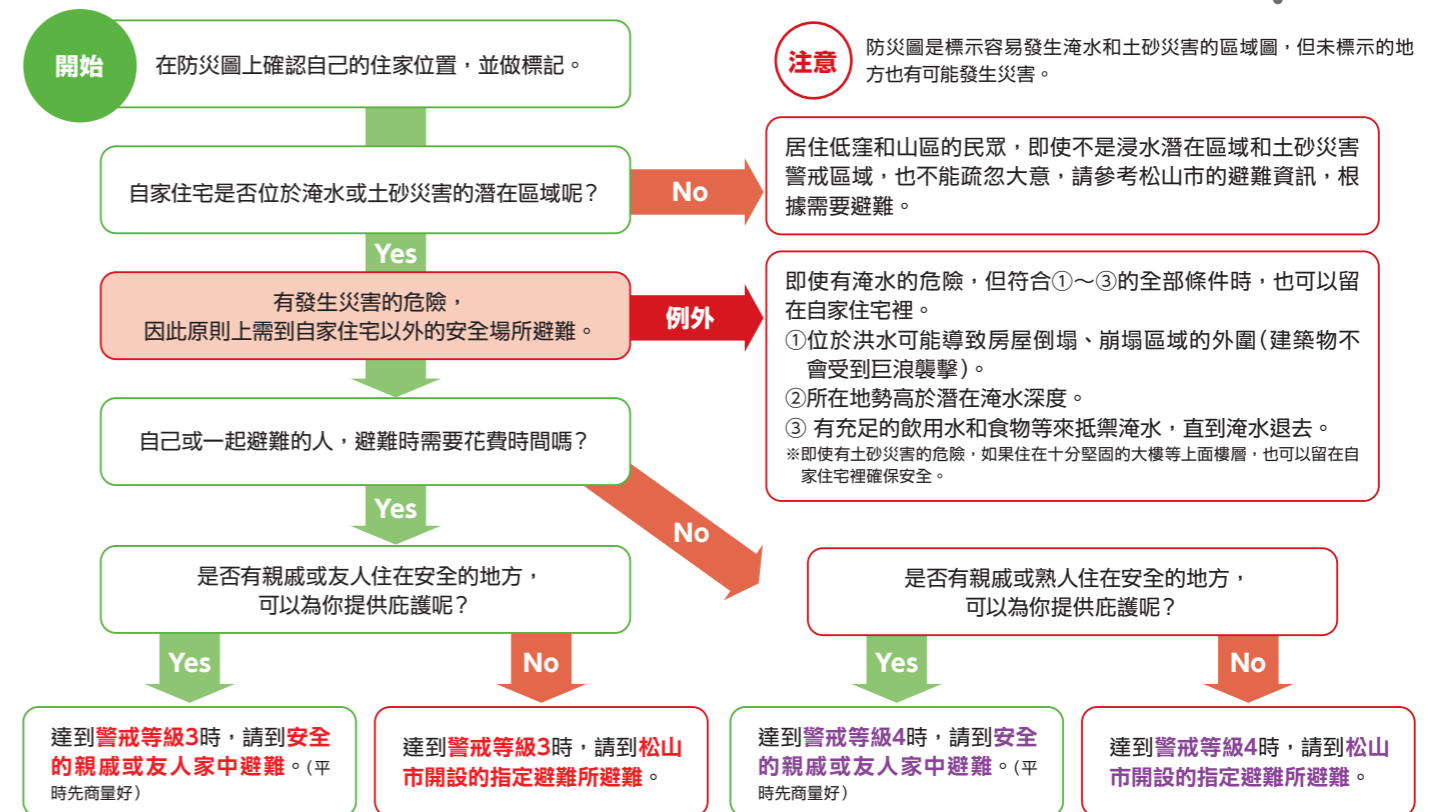 開始
在防災圖上確認自己的住家位置，並做標記。
注意
防災圖是標示容易發生淹水和土砂災害的區域圖，但未標示的地
方也有可能發生災害。
自家住宅是否位於淹水或土砂災害的潛在區域呢？
No
居住低窪和山區的民眾，即使不是浸水潛在區域和土砂災害
警戒區域，也不能疏忽大意，請參考松山市的避難資訊，根
據需要避難。
Yes
有發生災害的危險，
因此原則上需到自家住宅以外的安全場所避難。
例外
即使有淹水的危險，但符合①～③的全部條件時，也可以留
在自家住宅裡。
①位於洪水可能導致房屋倒塌、崩塌區域的外圍（建築物不
會受到巨浪襲擊）。
②所在地勢高於潛在淹水深度。
③ 有充足的飲用水和食物等來抵禦淹水，直到淹水退去。
※即使有土砂災害的危險，如果住在十分堅固的大樓等上面樓層，也可以留在自
家住宅裡確保安全。
自己或一起避難的人，避難時需要花費時間嗎？
Yes
No
是否有親戚或友人住在安全的地方，
可以為你提供庇護呢？
是否有親戚或熟人住在安全的地方，
可以為你提供庇護呢？
Yes
No
Yes
No
達到警戒等級3時，請到安全
的親戚或友人家中避難。（平
時先商量好）
達到警戒等級3時，請到松山
市開設的指定避難所避難。
達到警戒等級4時，請到安全
的親戚或友人家中避難。（平
時先商量好）
達到警戒等級4時，請到松山
市開設的指定避難所避難。